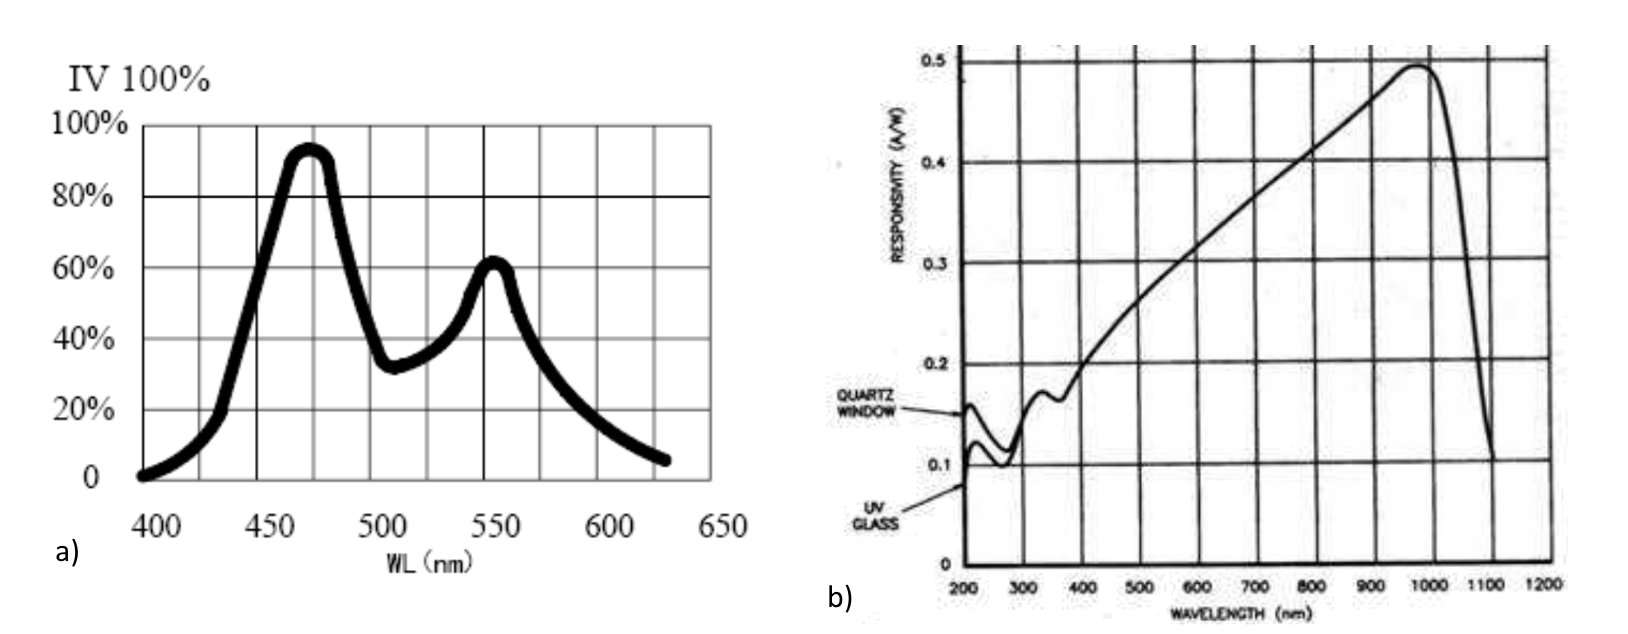 IV 100%
100%
80%
60%
40%
20%
0
400 450 500 550 600 650
WL (nm)
a)
RESPONSIVITY (A/W)
0.5
0.4
0.3
0.2
0.1
0
QUARTZ
WINDOW
UV
GLASS
200 300 400 500 600 700 800 900 1000 1100 1200
WAVELENGTH (nm)
b)